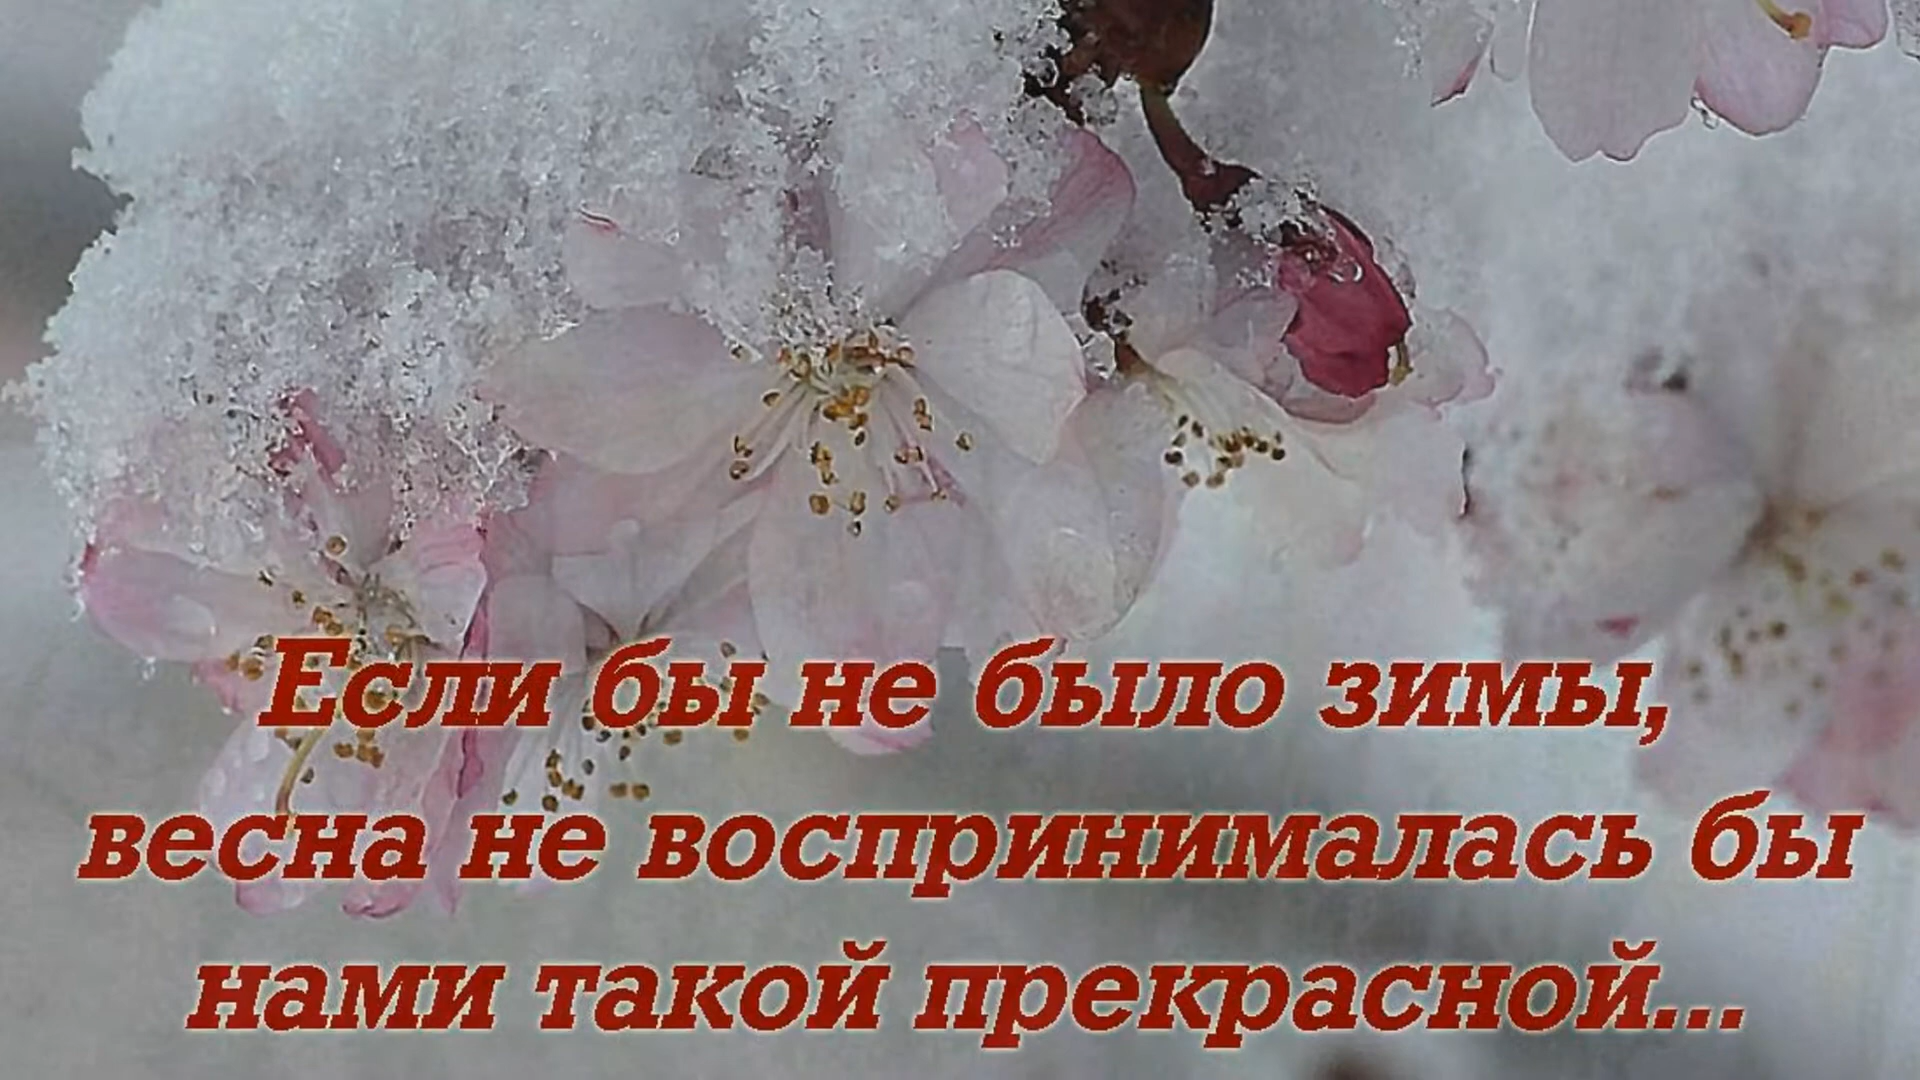 Если бы не было зимы,
весна не воспринималась бы
нами такой прекрасной...